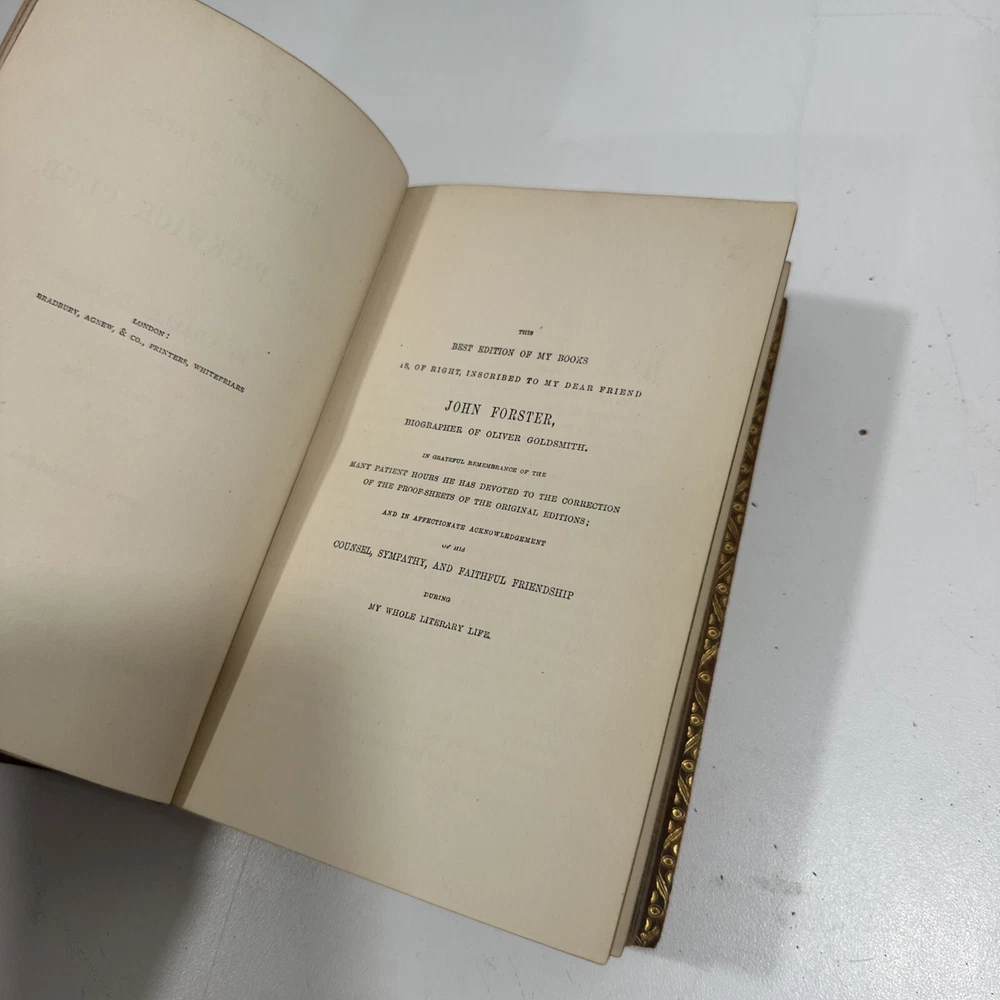 LONDON:
BRADBURY, AGNEW, & CO., PRINTERS, WHITEFRIARS
THIS
BEST EDITION OF MY BOOKS
IS, OF RIGHT, INSCRIBED TO MY DEAR FRIEND
JOHN FORSTER,
BIOGRAPHER OF OLIVER GOLDSMITH.
IN GRATEFUL REMEMBRANCE OF THE
MANY PATIENT HOURS HE HAS DEVOTED TO THE CORRECTION
OF THE PROOF-SHEETS OF THE ORIGINAL EDITIONS;
AND IN AFFECTIONATE ACKNOWLEDGEMENT
OF HIS
COUNSEL, SYMPATHY, AND FAITHFUL FRIENDSHIP
DURING
MY WHOLE LITERARY LIFE.